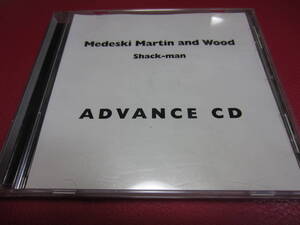 Medeski Martin and Wood
Shack-man
ADVANCE CD